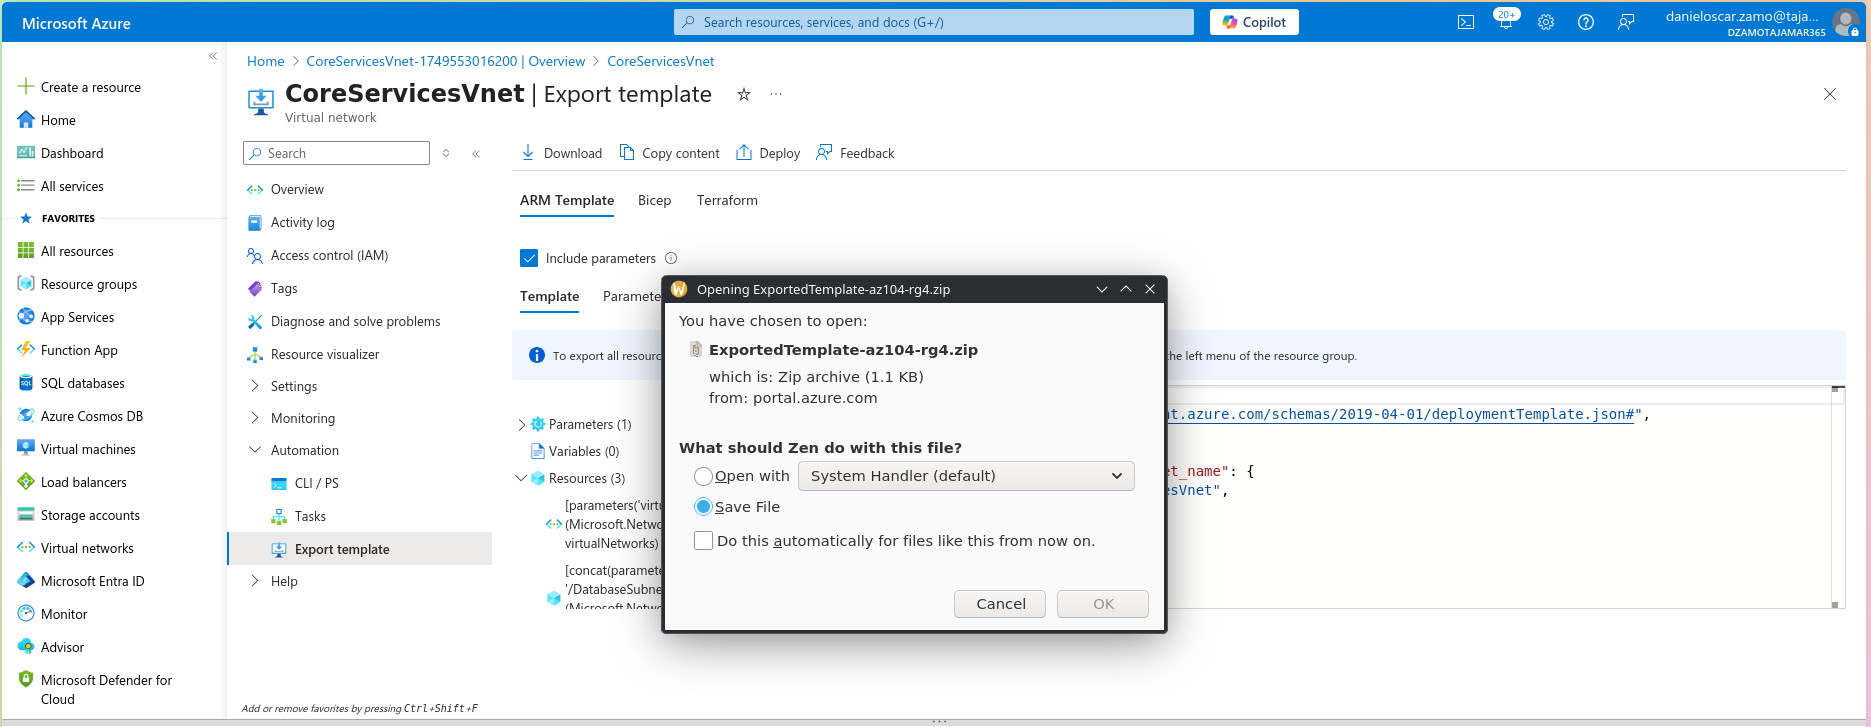 Microsoft Azure
Search resources, services, and docs (G+/)
Copilot
20+
danieloscar.zamo@taja...
DZAMOTAJAMAR365
Create a resource
Home
Dashboard
All services
FAVORITES
All resources
Resource groups
App Services
Function App
SQL databases
Azure Cosmos DB
Virtual machines
Load balancers
Storage accounts
Virtual networks
Microsoft Entra ID
Monitor
Advisor
Microsoft Defender for
Cloud
Home > CoreServicesVnet-1749553016200 | Overview > CoreServicesVnet
CoreServicesVnet | Export template
Virtual network
Search
Overview
Activity log
Access control (IAM)
Tags
Diagnose and solve problems
Resource visualizer
Settings
Monitoring
Automation
CLI / PS
Tasks
Export template
Help
Add or remove favorites by pressing Ctrl+Shift+F
Download
Copy content
Deploy
Feedback
ARM Template
Bicep
Terraform
Include parameters
Template
Paramete
To export all resourc
he left menu of the resource group.
Parameters (1)
Variables (0)
Resources (3)
[parameters('virtu
(Microsoft.Netwo
virtualNetworks)
[concat(paramete
'/DatabaseSubne
(Microsoft.Netwo
nt.azure.com/schemas/2019-04-01/deploymentTemplate.json#",
et_name": {
esVnet",
Opening ExportedTemplate-az104-rg4.zip
You have chosen to open:
ExportedTemplate-az104-rg4.zip
which is: Zip archive (1.1 KB)
from: portal.azure.com
What should Zen do with this file?
Open with
System Handler (default)
Save File
Do this automatically for files like this from now on.
Cancel
OK